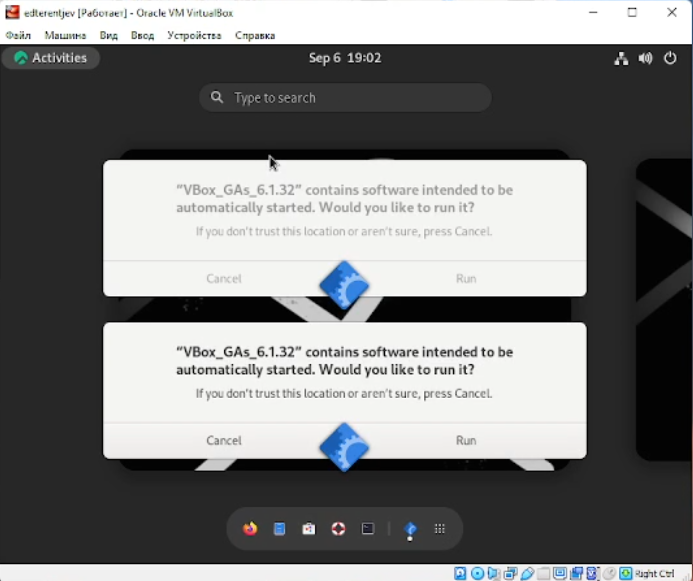 edterentjev [Работает] - Oracle VM VirtualBox
Файл Машина Вид Ввод Устройства Справка
Activities Sep 6 19:02
Type to search
“VBox_GAs_6.1.32” contains software intended to be
automatically started. Would you like to run it?
If you don't trust this location or aren't sure, press Cancel.
Cancel Run
“VBox_GAs_6.1.32” contains software intended to be
automatically started. Would you like to run it?
If you don't trust this location or aren't sure, press Cancel.
Cancel Run
Right Ctrl